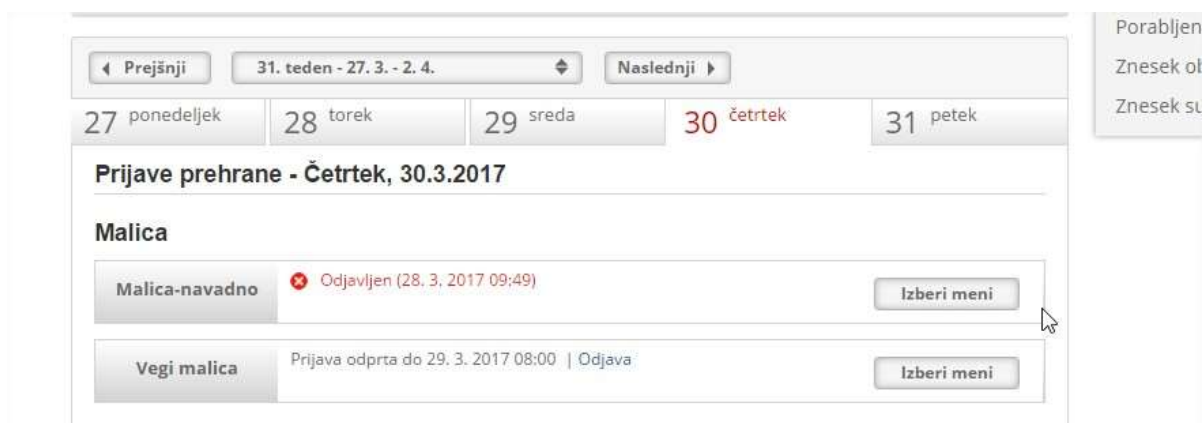 Prejšnji 31. teden - 27. 3. - 2. 4. Naslednji
27 ponedeljek 28 torek 29 sreda 30 četrtek 31 petek
Prijave prehrane - Četrtek, 30.3.2017
Malica
Malica-navadno Odjavljen (28. 3. 2017 09:49) Izberi meni
Vegi malica Prijava odprta do 29. 3. 2017 08:00 | Odjava Izberi meni
Porabljen
Znesek
Znesek